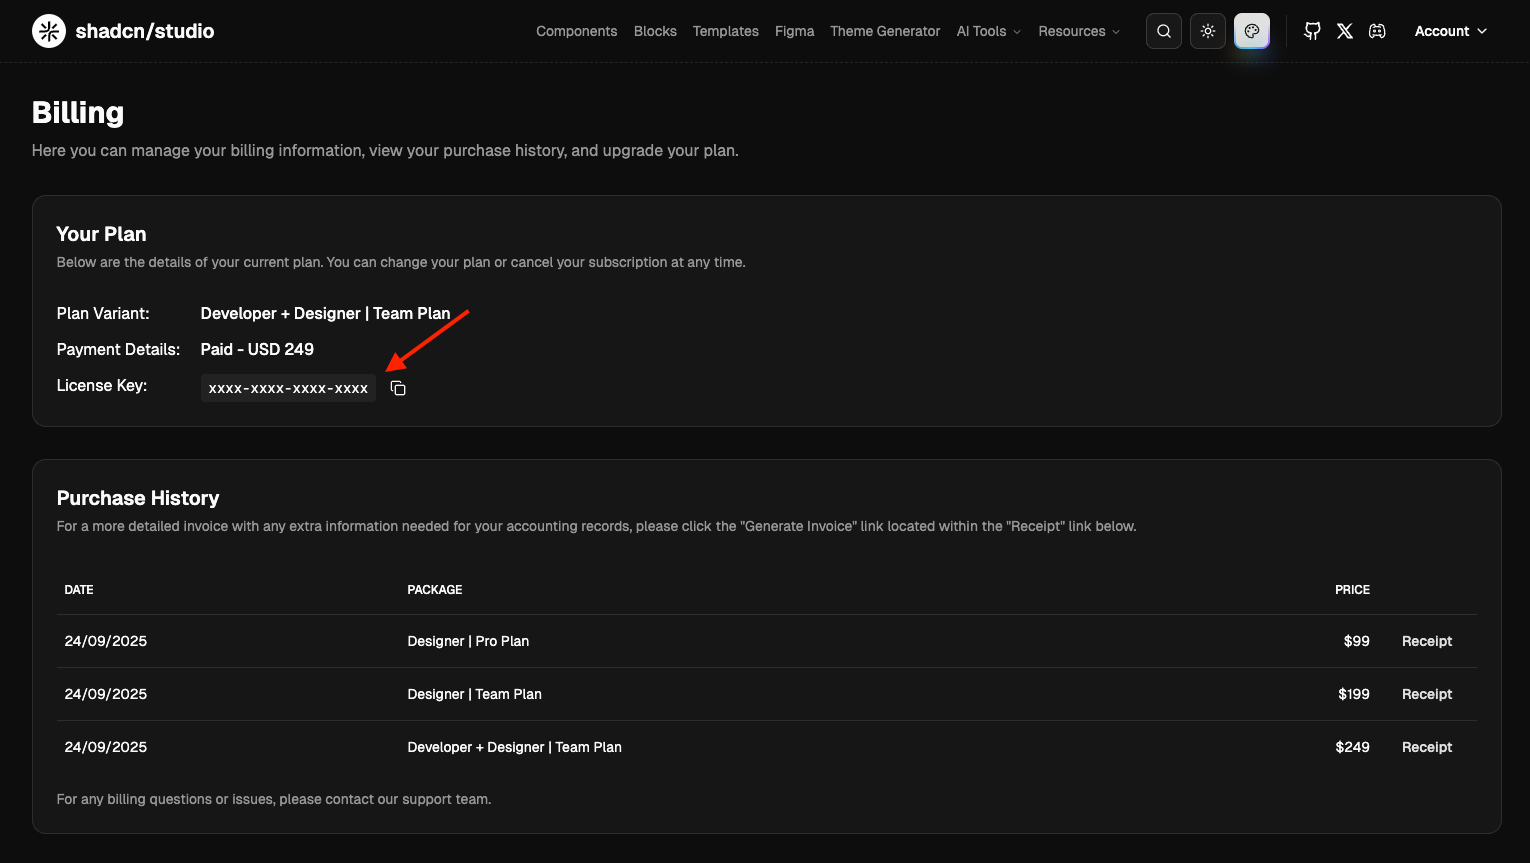 shadcn/studio
Components Blocks Templates Figma Theme Generator AI Tools Resources Account
Billing
Here you can manage your billing information, view your purchase history, and upgrade your plan.
Your Plan
Below are the details of your current plan. You can change your plan or cancel your subscription at any time.
Plan Variant: Developer + Designer | Team Plan
Payment Details: Paid - USD 249
License Key: xxxx-xxxx-xxxx-xxxx
Purchase History
For a more detailed invoice with any extra information needed for your accounting records, please click the "Generate Invoice" link located within the "Receipt" link below.
DATE PACKAGE PRICE
24/09/2025 Designer | Pro Plan $99 Receipt
24/09/2025 Designer | Team Plan $199 Receipt
24/09/2025 Developer + Designer | Team Plan $249 Receipt
For any billing questions or issues, please contact our support team.